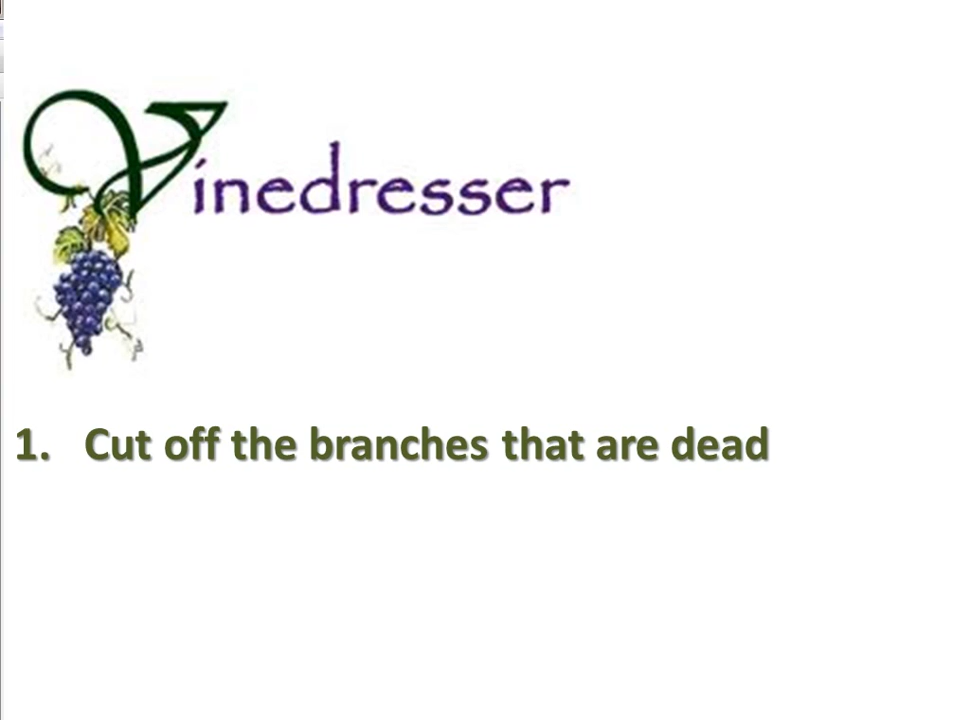 Vinedresser
1. Cut off the branches that are dead